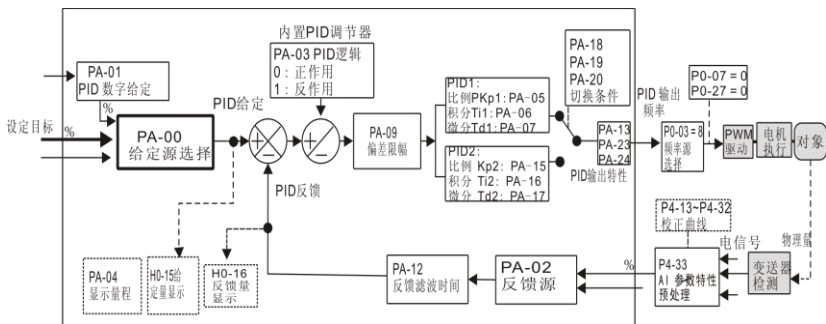 内置PID调节器
PA-03 PID逻辑
0：正作用
1：反作用
PA-01
PID 数字给定
%
设定目标
%
PA-00
给定源选择
PID给定
PA-09
偏差限幅
PID1:
比例PKp1: PA-05
积分Ti1: PA-06
微分Td1: PA-07
PID2:
比例 Kp2: PA-15
积分 Ti2: PA-16
微分 Td2: PA-17
PA-18
PA-19
PA-20
切换条件
PA-13
PA-23
PA-24
PID输出特性
PID 输出
频率
P0-07 = 0
P0-27 = 0
P0-03 = 8
频率源
选择
PWM
驱动
电机
执行
对象
PID反馈
PA-04
显示量程
H0-15给
定量显示
H0-16
反馈量
显示
PA-12
反馈滤波时间
PA-02
反馈源
%
P4-13~P4-32
校正曲线
P4-33
AI 参数特性
预处理
电信号
变送器
检测
物理量